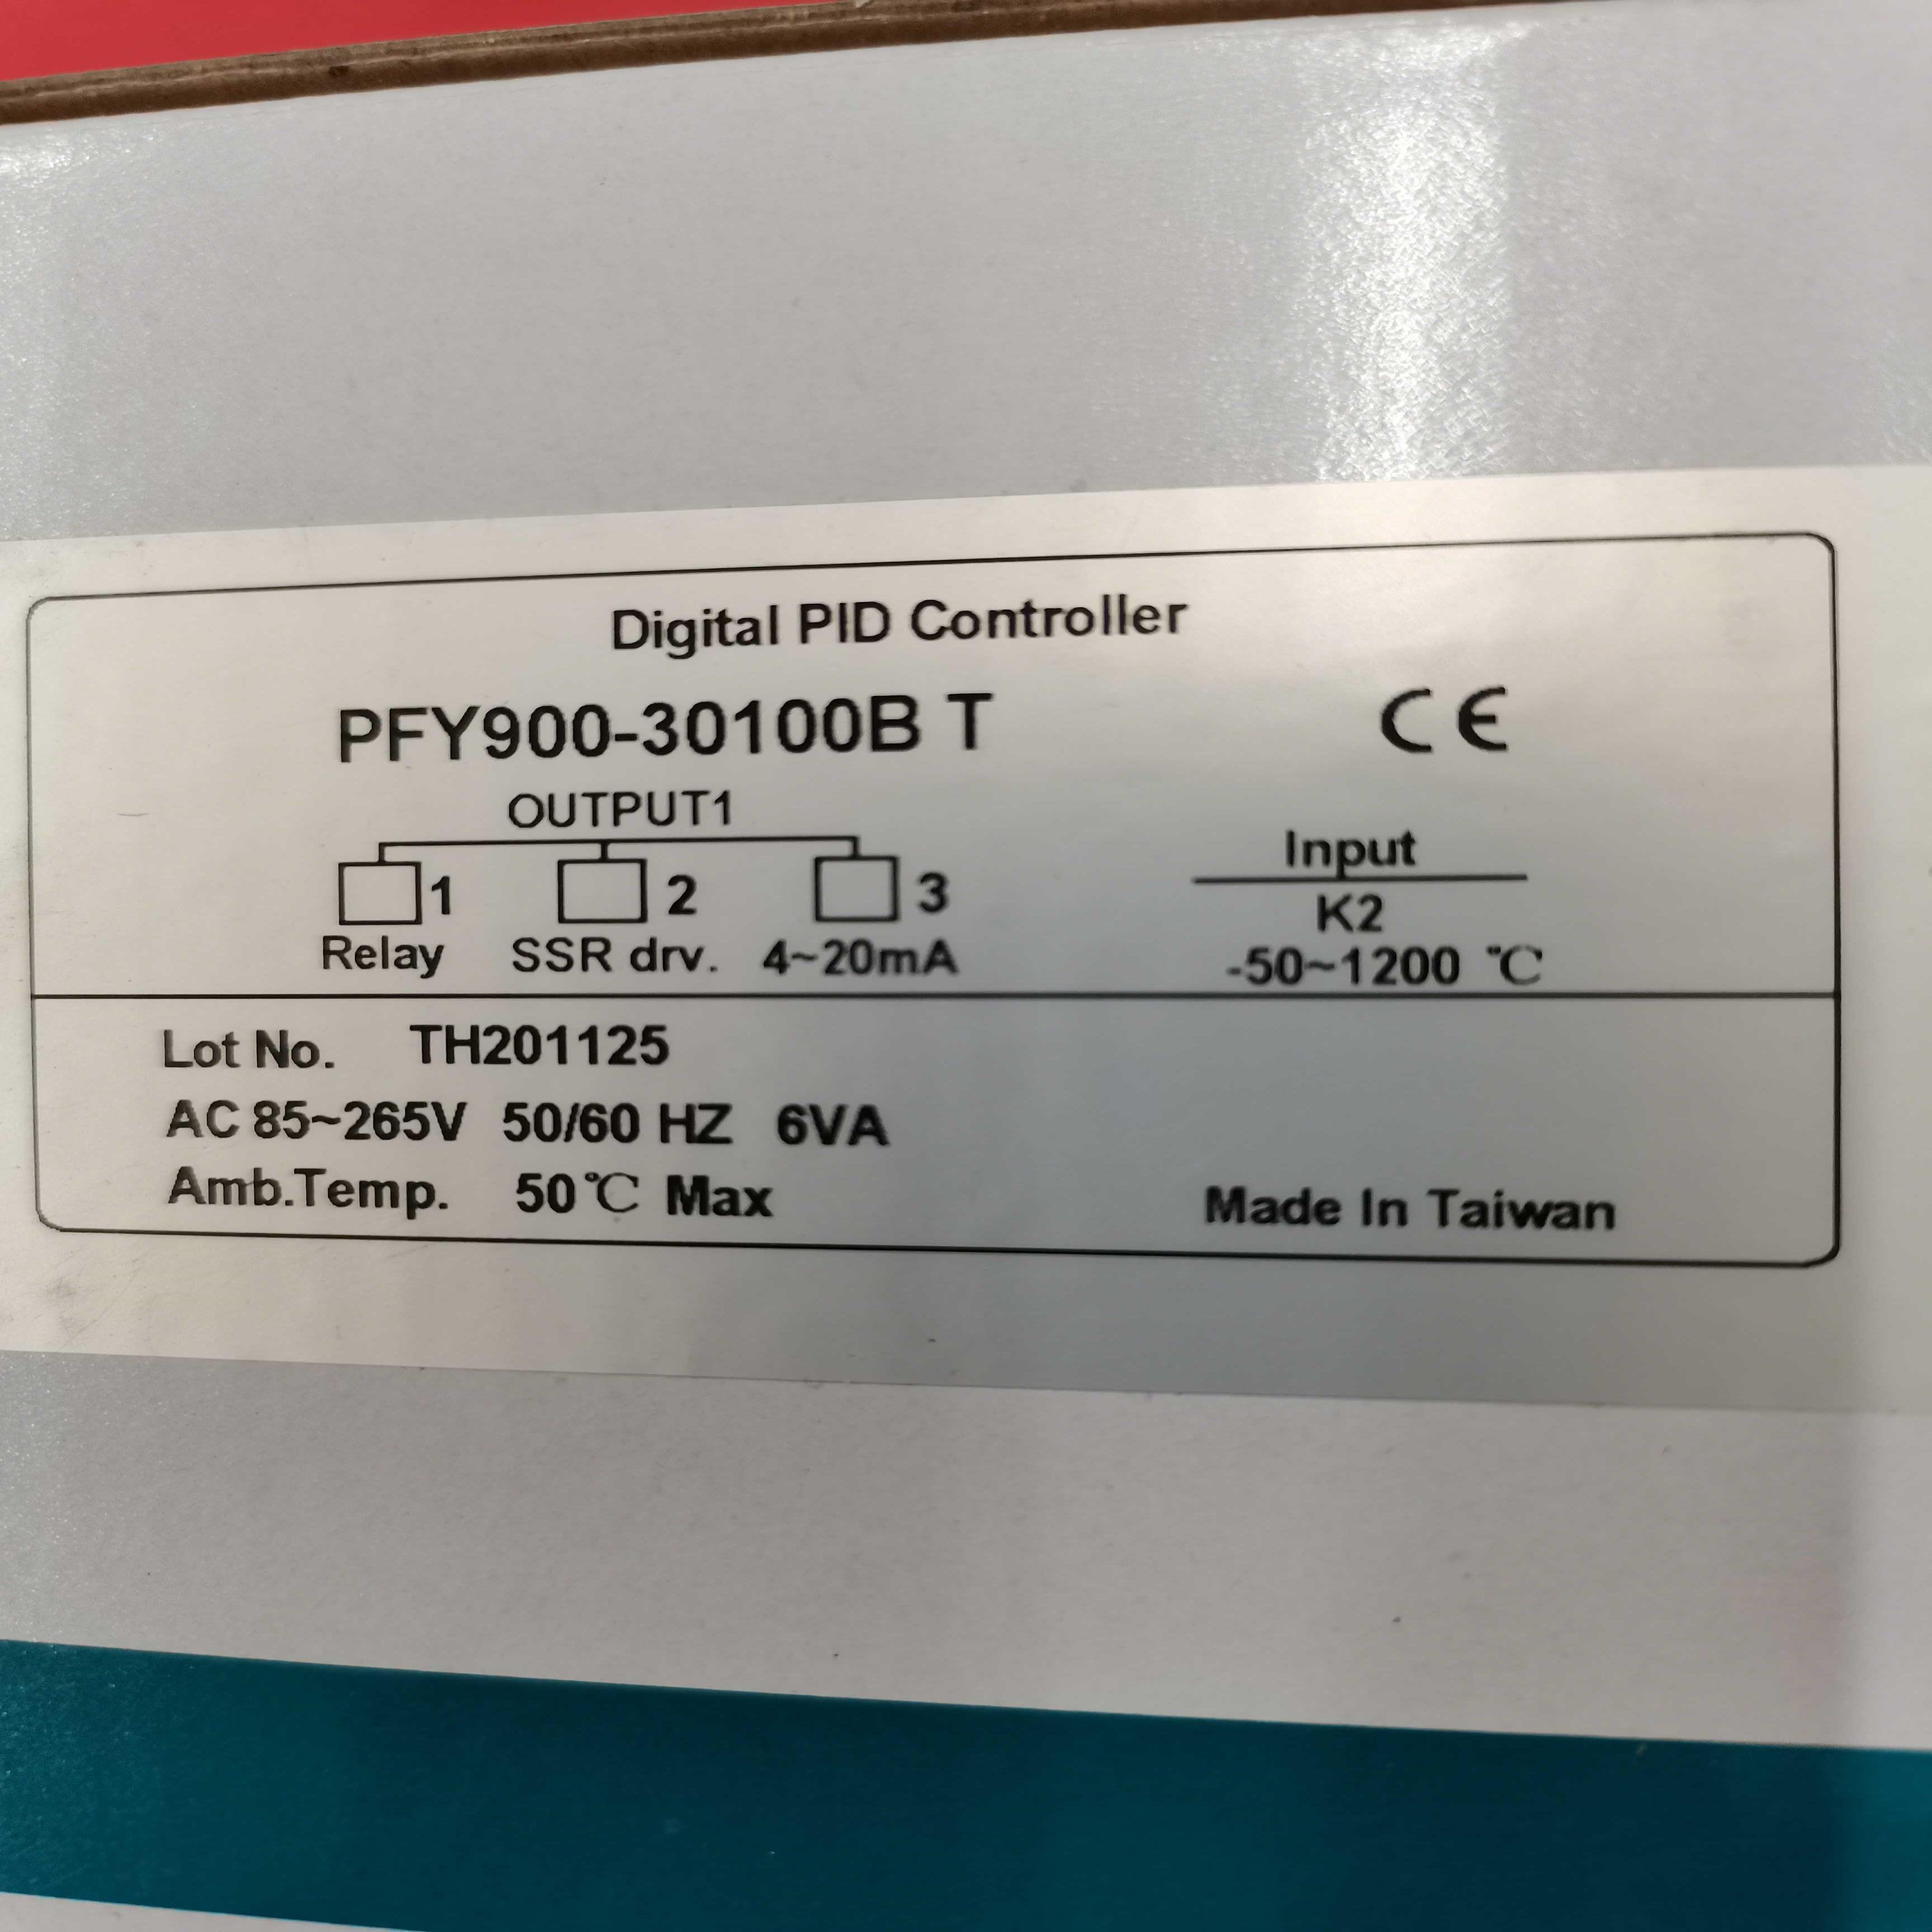 Digital PID Controller
PFY900-30100B T CE
OUTPUT1
1 2 3
Relay SSR drv. 4~20mA
Input
K2
-50~1200 ℃
Lot No. TH201125
AC 85~265V 50/60 HZ 6VA
Amb.Temp. 50℃ Max
Made In Taiwan